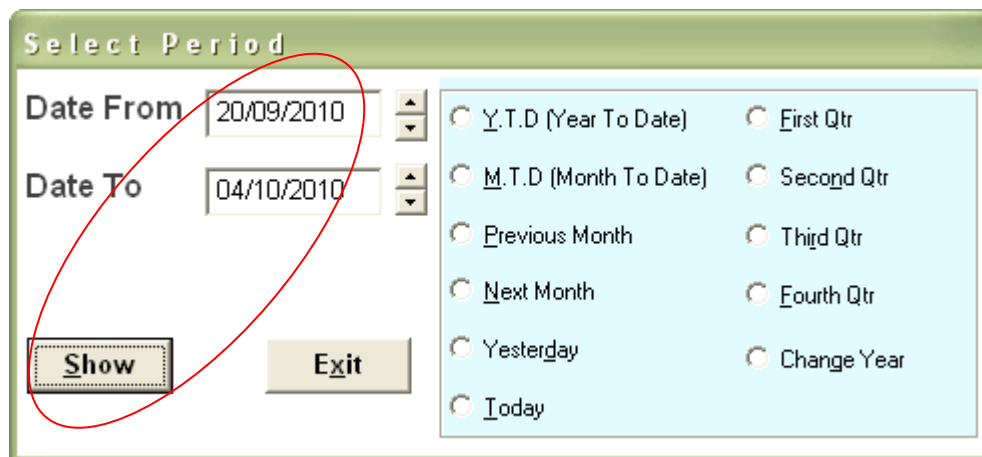 Select Period
Date From 20/09/2010
Date To 04/10/2010
Show Exit
Y.T.D (Year To Date) First Qtr
M.T.D (Month To Date) Second Qtr
Previous Month Third Qtr
Next Month Fourth Qtr
Yesterday Change Year
Today